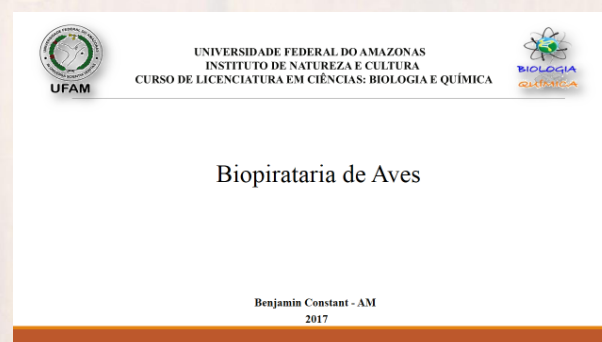 UFAM
UNIVERSIDADE FEDERAL DO AMAZONAS
INSTITUTO DE NATUREZA E CULTURA
CURSO DE LICENCIATURA EM CIÊNCIAS: BIOLOGIA E QUÍMICA
BIOLOGIA
QUÍMICA
Biopirataria de Aves
Benjamin Constant - AM
2017